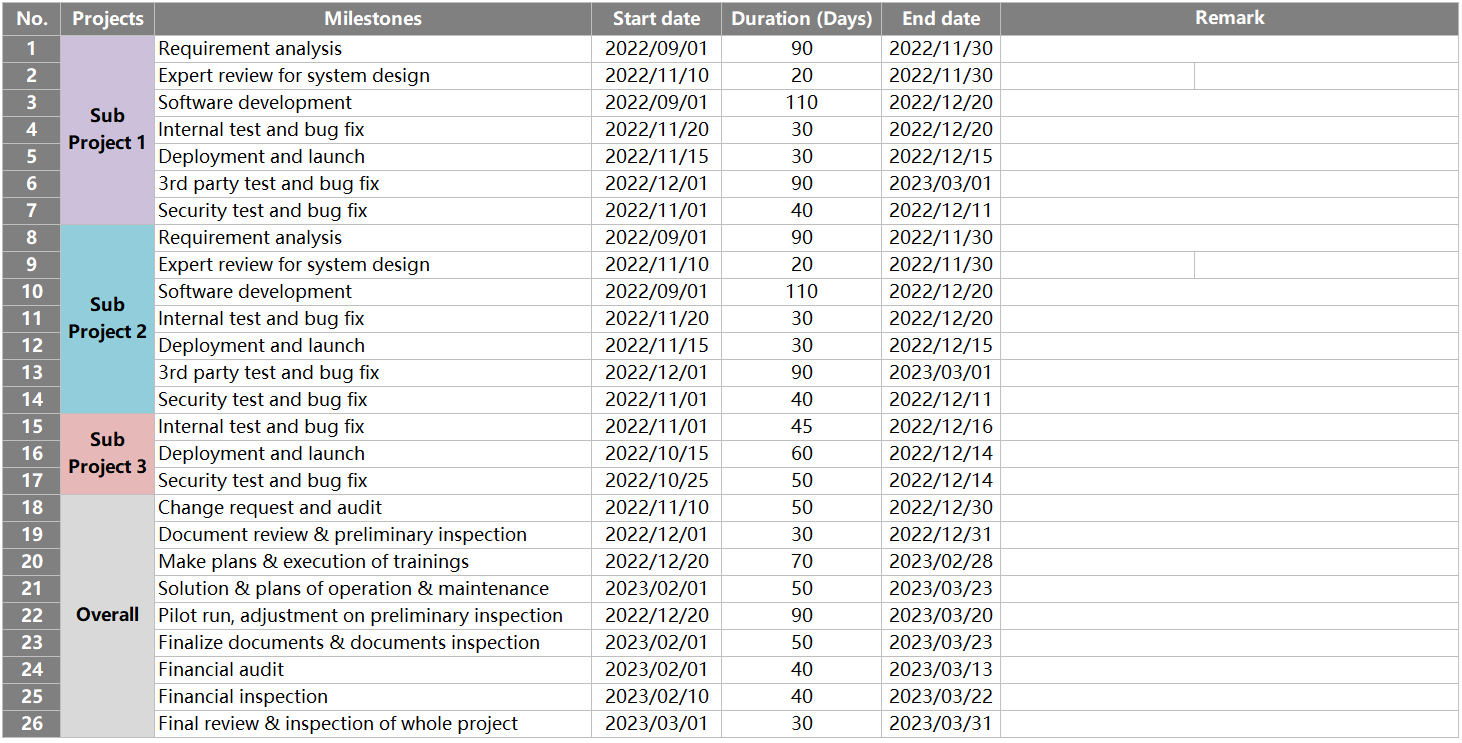 No. Projects Milestones Start date Duration (Days) End date Remark
1 Requirement analysis 2022/09/01 90 2022/11/30
2 Expert review for system design 2022/11/10 20 2022/11/30
3 Software development 2022/09/01 110 2022/12/20
Sub
4 Internal test and bug fix 2022/11/20 30 2022/12/20
Project 1
5 Deployment and launch 2022/11/15 30 2022/12/15
6 3rd party test and bug fix 2022/12/01 90 2023/03/01
7 Security test and bug fix 2022/11/01 40 2022/12/11
8 Requirement analysis 2022/09/01 90 2022/11/30
9 Expert review for system design 2022/11/10 20 2022/11/30
10 Software development 2022/09/01 110 2022/12/20
Sub
11 Internal test and bug fix 2022/11/20 30 2022/12/20
Project 2
12 Deployment and launch 2022/11/15 30 2022/12/15
13 3rd party test and bug fix 2022/12/01 90 2023/03/01
14 Security test and bug fix 2022/11/01 40 2022/12/11
15 Internal test and bug fix 2022/11/01 45 2022/12/16
Sub
16 Deployment and launch 2022/10/15 60 2022/12/14
Project 3
17 Security test and bug fix 2022/10/25 50 2022/12/14
18 Change request and audit 2022/11/10 50 2022/12/30
19 Document review & preliminary inspection 2022/12/01 30 2022/12/31
20 Make plans & execution of trainings 2022/12/20 70 2023/02/28
21 Solution & plans of operation & maintenance 2023/02/01 50 2023/03/23
22 Overall Pilot run, adjustment on preliminary inspection 2022/12/20 90 2023/03/20
23 Finalize documents & documents inspection 2023/02/01 50 2023/03/23
24 Financial audit 2023/02/01 40 2023/03/13
25 Financial inspection 2023/02/10 40 2023/03/22
26 Final review & inspection of whole project 2023/03/01 30 2023/03/31